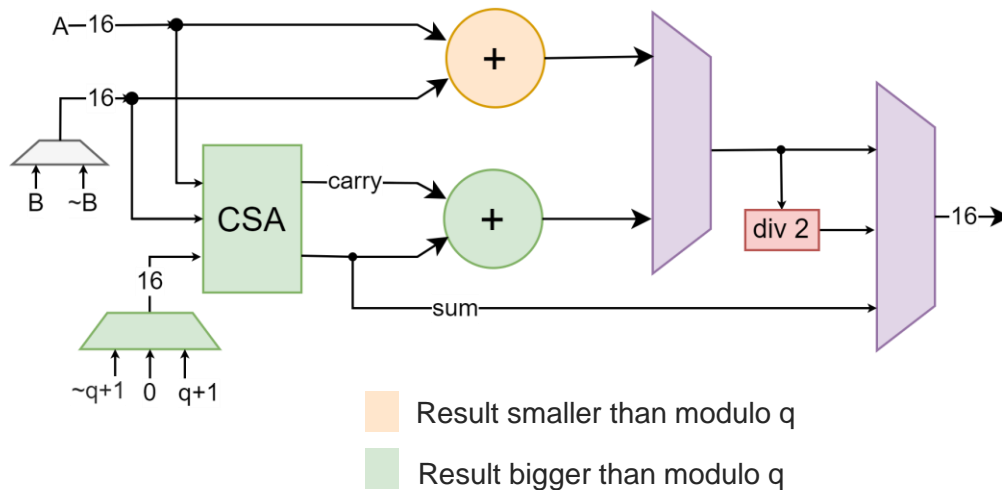 A 16
+
16
B ~B
CSA
carry
+
div 2
16
16
sum
~q+1 0 q+1
Result smaller than modulo q
Result bigger than modulo q